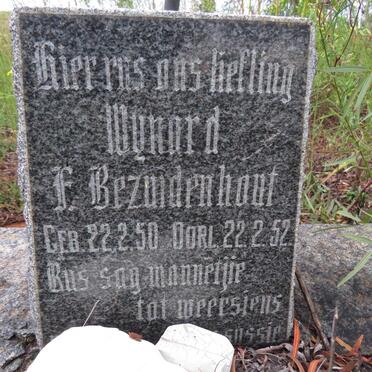 Hier rus ons liefling
Wynard
F. Bezuidenhout
GEB. 22.2.50 OORL. 22.2.52
Rus sag mannetjie
tot weersiens
ossie